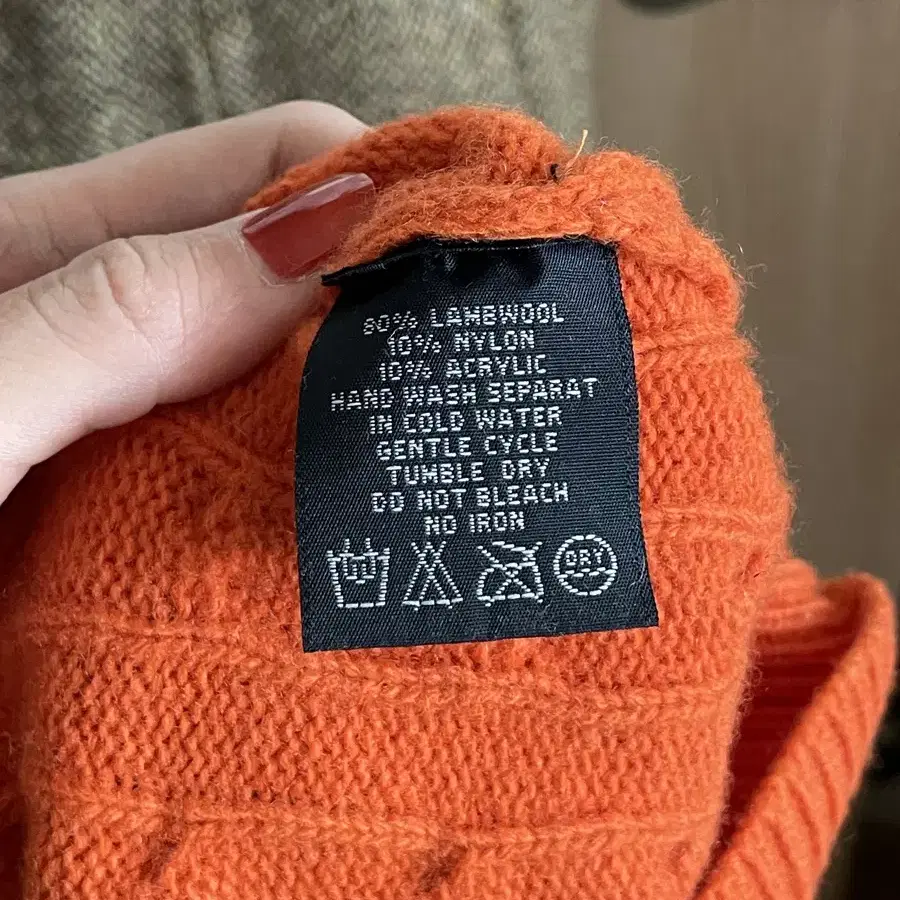 80% LAMBWOOL
10% NYLON
10% ACRYLIC
HAND WASH SEPARAT
IN COLD WATER
GENTLE CYCLE
TUMBLE DRY
DO NOT BLEACH
NO IRON
DRY